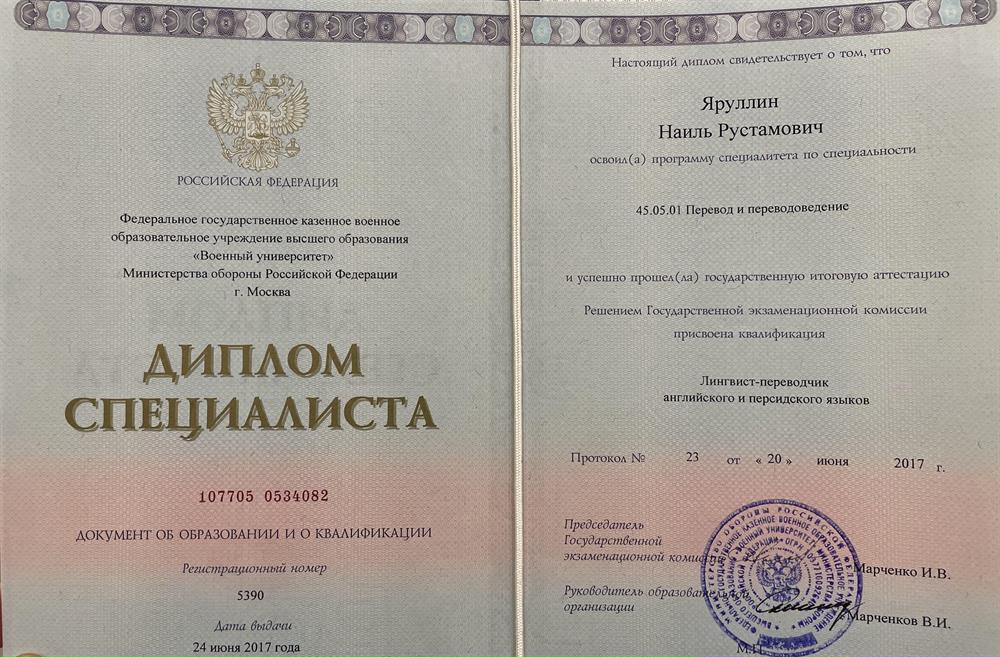 РОССИЙСКАЯ ФЕДЕРАЦИЯ
Федеральное государственное казенное военное
образовательное учреждение высшего образования
«Военный университет»
Министерства обороны Российской Федерации
г. Москва
ДИПЛОМ
СПЕЦИАЛИСТА
107705 0534082
ДОКУМЕНТ ОБ ОБРАЗОВАНИИ И О КВАЛИФИКАЦИИ
Регистрационный номер
5390
Дата выдачи
24 июня 2017 года
Настоящий диплом свидетельствует о том, что
Яруллин
Наиль Рустамович
освоил(а) программу специалитета по специальности
45.05.01 Перевод и переводоведение
и успешно прошел(ла) государственную итоговую аттестацию
Решением Государственной экзаменационной комиссии
присвоена квалификация
Лингвист-переводчик
английского и персидского языков
Протокол № 23 от « 20 » июня 2017 г.
Председатель
Государственной
экзаменационной комиссии
Марченко И.В.
Руководитель образовательной
организации
Марченков В.И.
М.П.